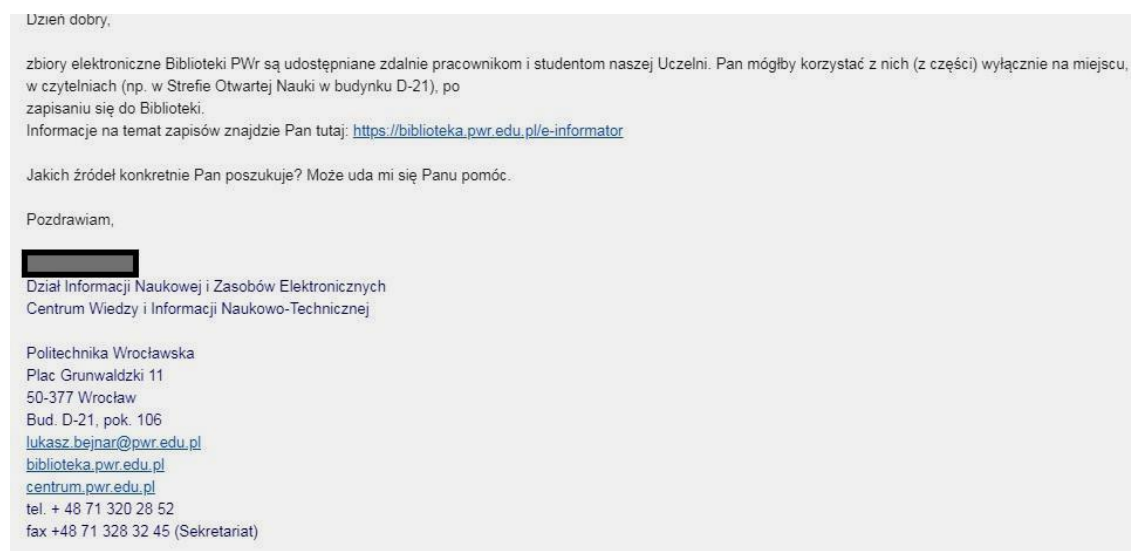 Dzień dobry,
zbiory elektroniczne Biblioteki PWr są udostępniane zdalnie pracownikom i studentom naszej Uczelni. Pan mógłby korzystać z nich (z części) wyłącznie na miejscu,
w czytelniach (np. w Strefie Otwartej Nauki w budynku D-21), po
zapisaniu się do Biblioteki.
Informacje na temat zapisów znajdzie Pan tutaj: https://biblioteka.pwr.edu.pl/e-informator
Jakich źródeł konkretnie Pan poszukuje? Może uda mi się Panu pomóc.
Pozdrawiam,
Dział Informacji Naukowej i Zasobów Elektronicznych
Centrum Wiedzy i Informacji Naukowo-Technicznej
Politechnika Wrocławska
Plac Grunwaldzki 11
50-377 Wrocław
Bud. D-21, pok. 106
lukasz.bejnar@pwr.edu.pl
biblioteka.pwr.edu.pl
centrum.pwr.edu.pl
tel. + 48 71 320 28 52
fax +48 71 328 32 45 (Sekretariat)